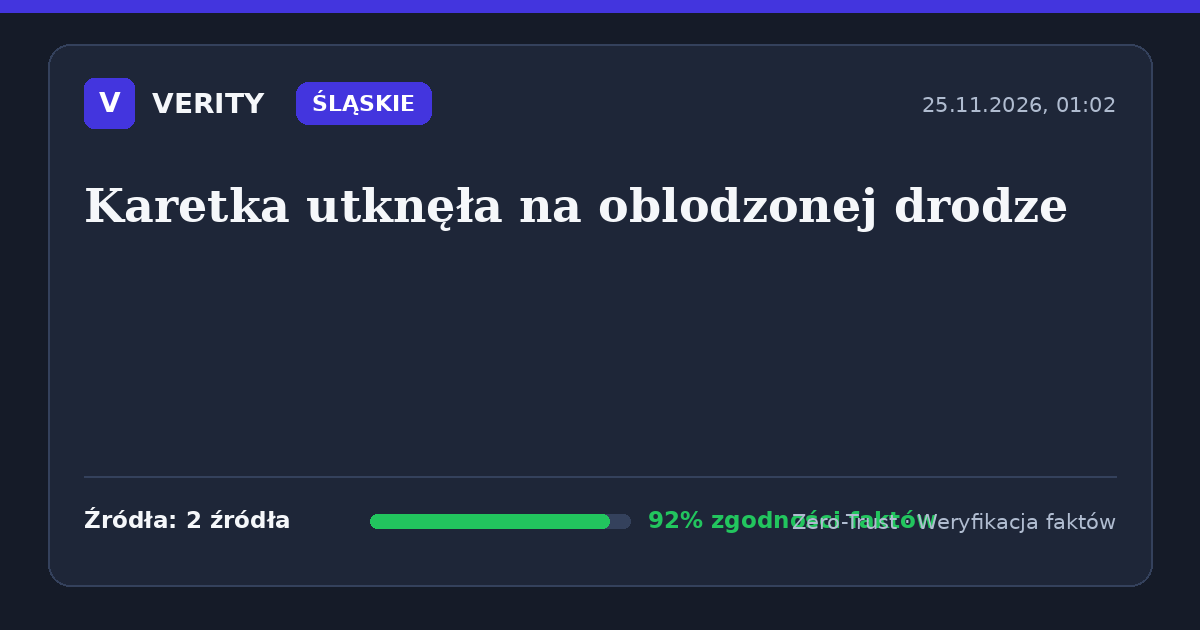 V VERITY ŚLĄSKIE 25.11.2026, 01:02
Karetka utknęła na oblodzonej drodze
Źródła: 2 źródła 92% zgodności faktów Zero-Trust · Weryfikacja faktów